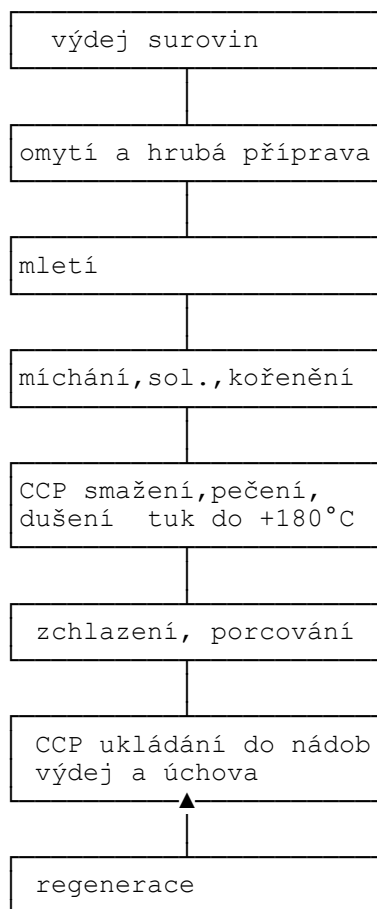 výdej surovin
omytí a hrubá příprava
mletí
míchání,sol.,kořenění
CCP smažení,pečení,
dušení  tuk do +180°C
zchlazení, porcování
CCP ukládání do nádob
výdej a úchova
regenerace